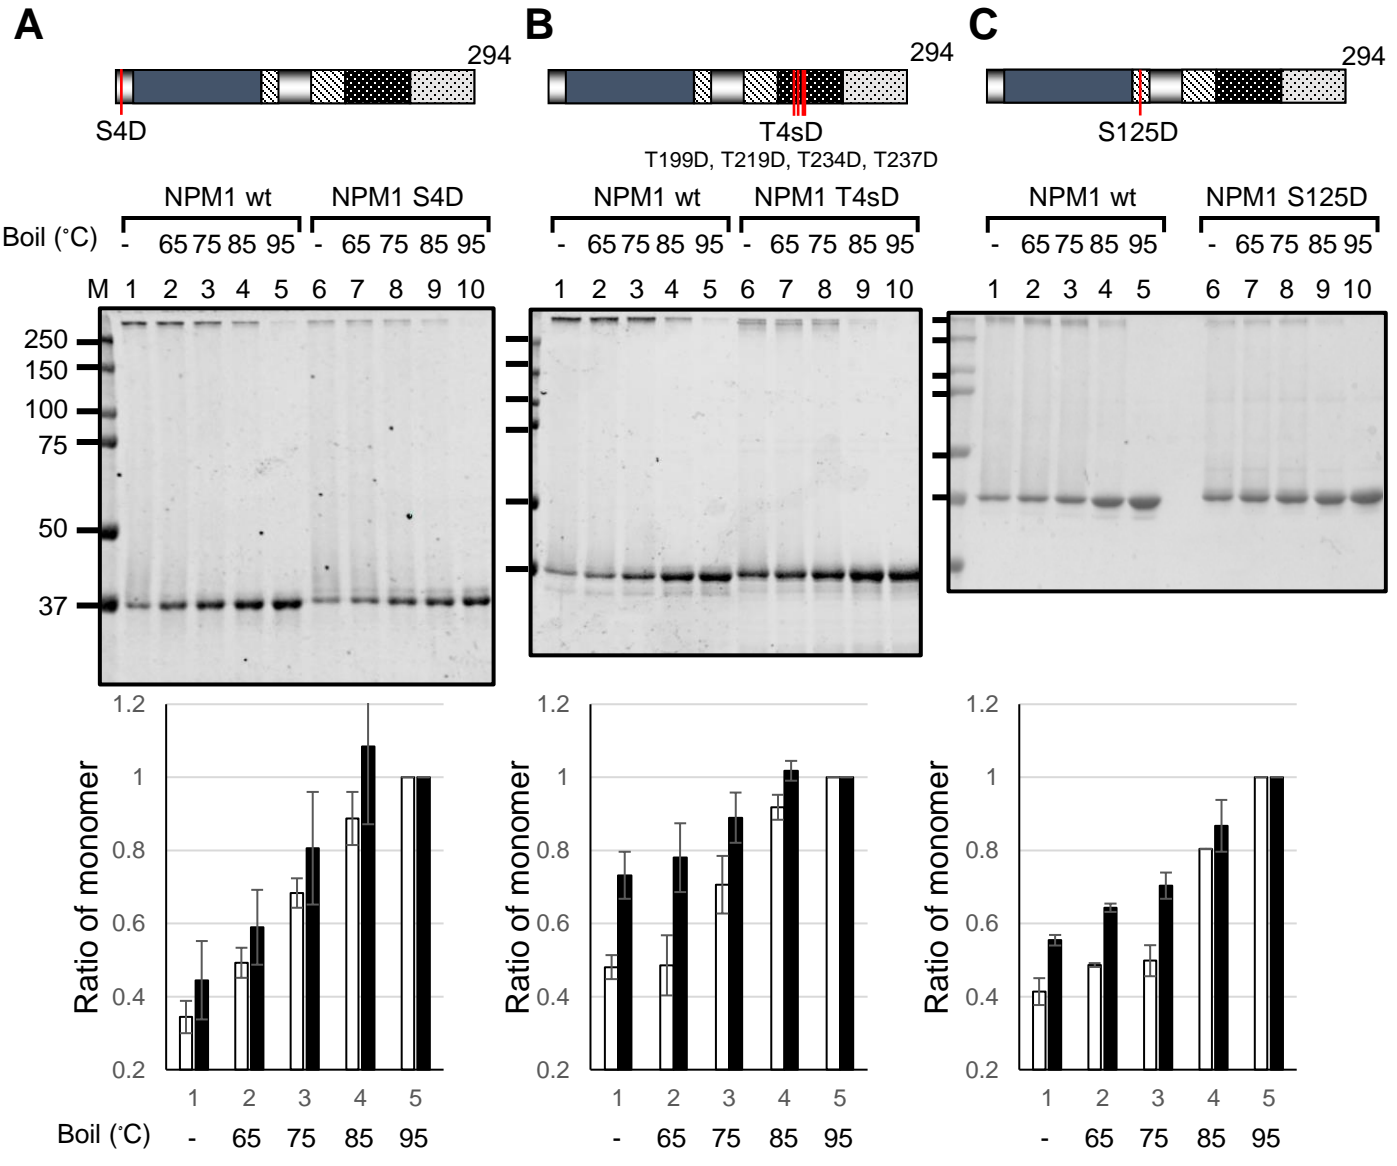 A
B
C
294
294
294
S4D
T4sD
S125D
T199D, T219D, T234D, T237D
NPM1 wt
NPM1 S4D
NPM1 wt
NPM1 T4sD
NPM1 wt
NPM1 S125D
Boil (°C)
- 65 75 85 95 - 65 75 85 95
- 65 75 85 95 - 65 75 85 95
- 65 75 85 95 - 65 75 85 95
M 1 2 3 4 5 6 7 8 9 10
1 2 3 4 5 6 7 8 9 10
1 2 3 4 5 6 7 8 9 10
250
150
100
75
50
37
Ratio of monomer
1.2
1
0.8
0.6
0.4
0.2
1 2 3 4 5
Boil (°C)
- 65 75 85 95
Ratio of monomer
1.2
1
0.8
0.6
0.4
0.2
1 2 3 4 5
- 65 75 85 95
Ratio of monomer
1.2
1
0.8
0.6
0.4
0.2
1 2 3 4 5
- 65 75 85 95